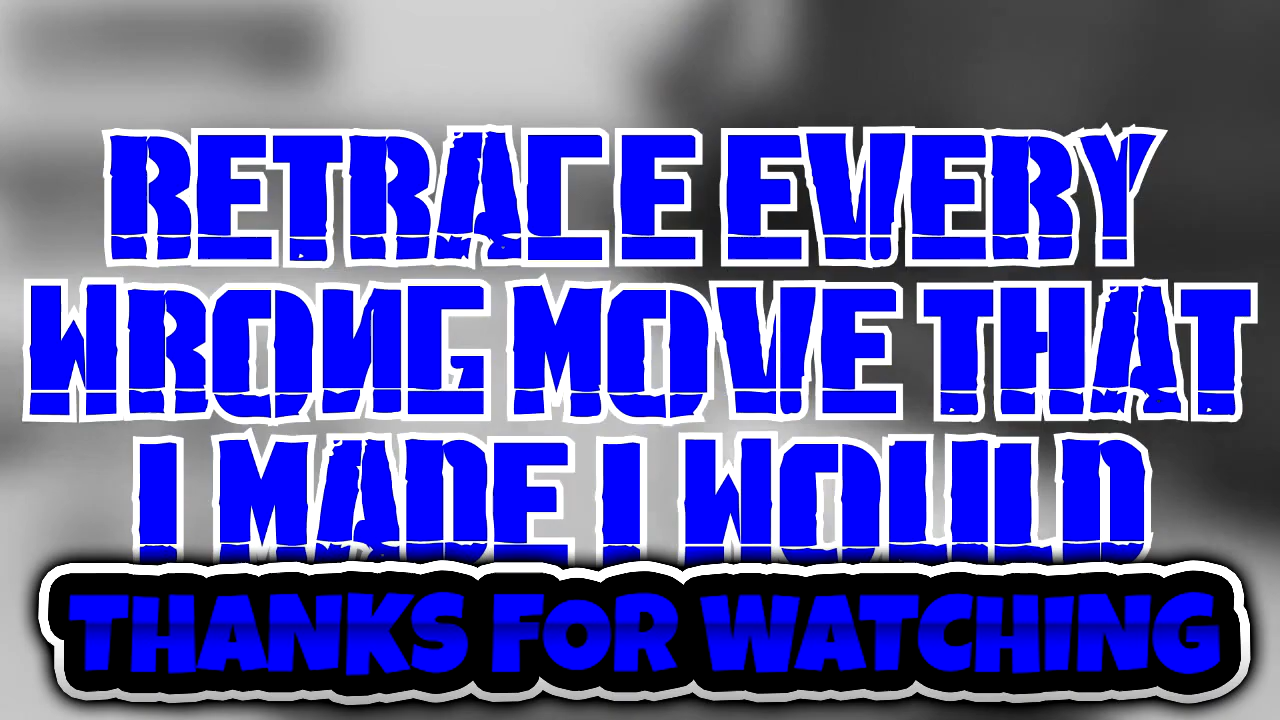 RETRACE EVERY
WRONG MOVE THAT
I MADE I WOULD
THANKS FOR WATCHING